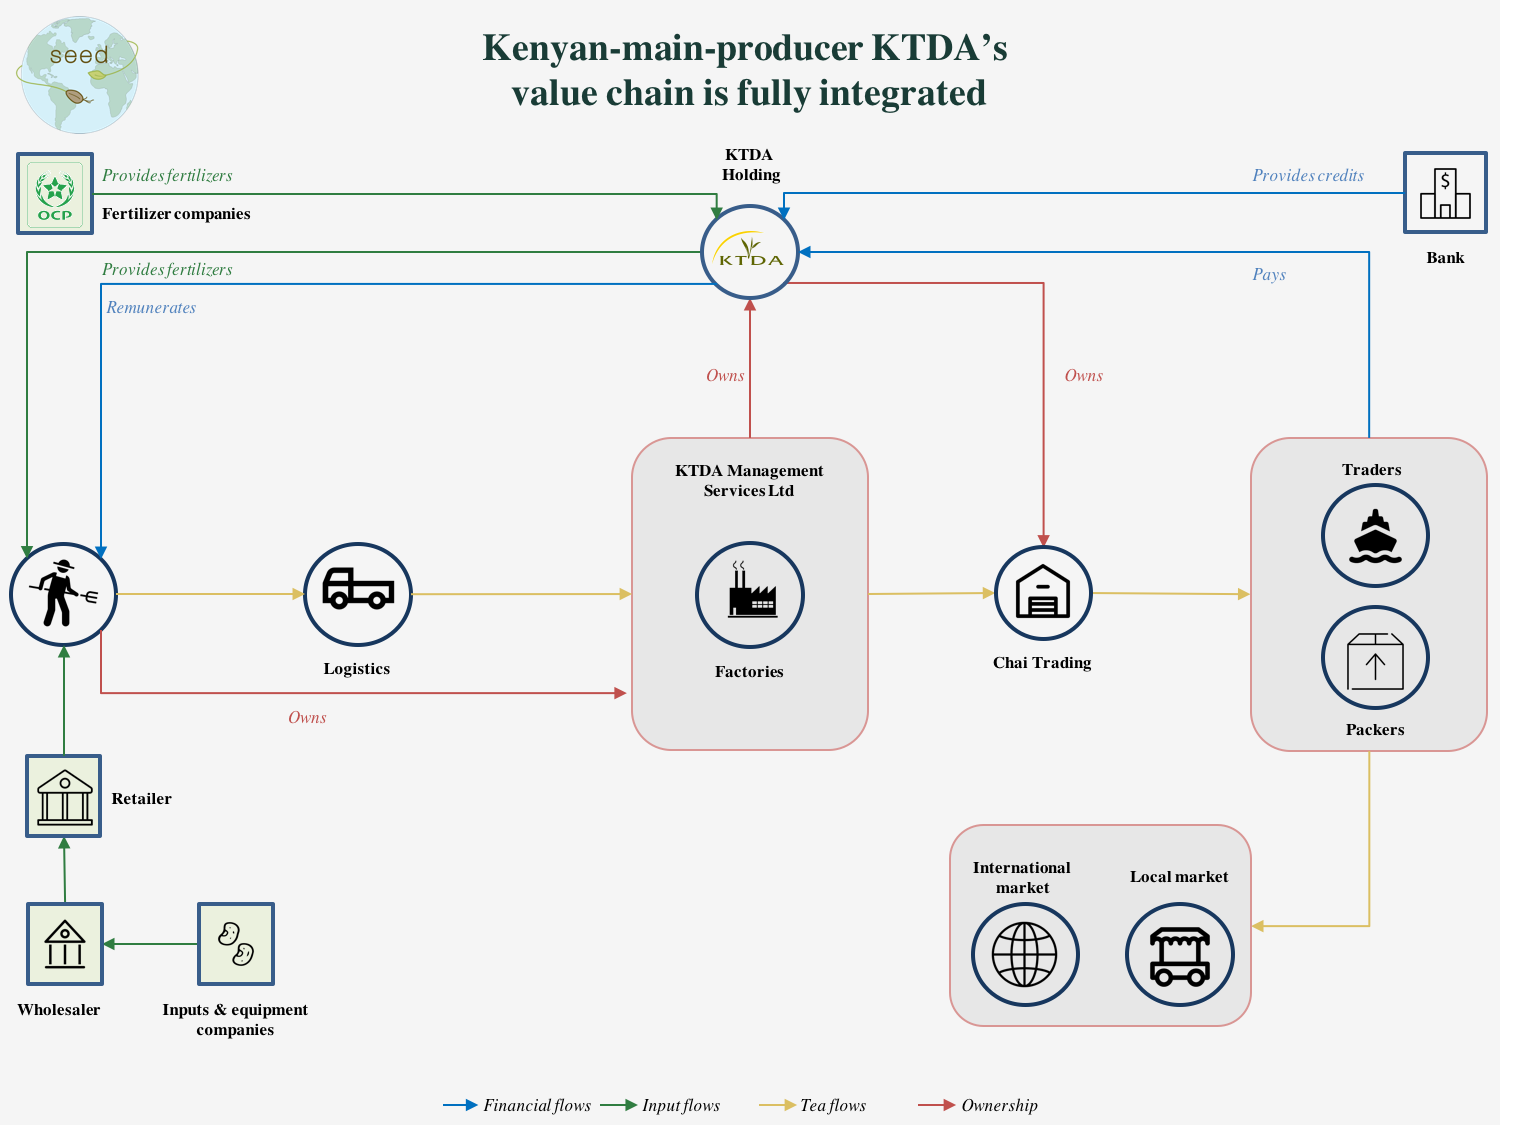 seed
Kenyan-main-producer KTDA’s
value chain is fully integrated
KTDA
Holding
Provides fertilizers
Provides credits
OCP
Fertilizer companies
$
Bank
KTDA
Provides fertilizers
Pays
Remunerates
Owns
Owns
KTDA Management
Services Ltd
Traders
Logistics
Factories
Chai Trading
Owns
Packers
Retailer
International
market
Local market
Wholesaler
Inputs & equipment
companies
Financial flows
Input flows
Tea flows
Ownership